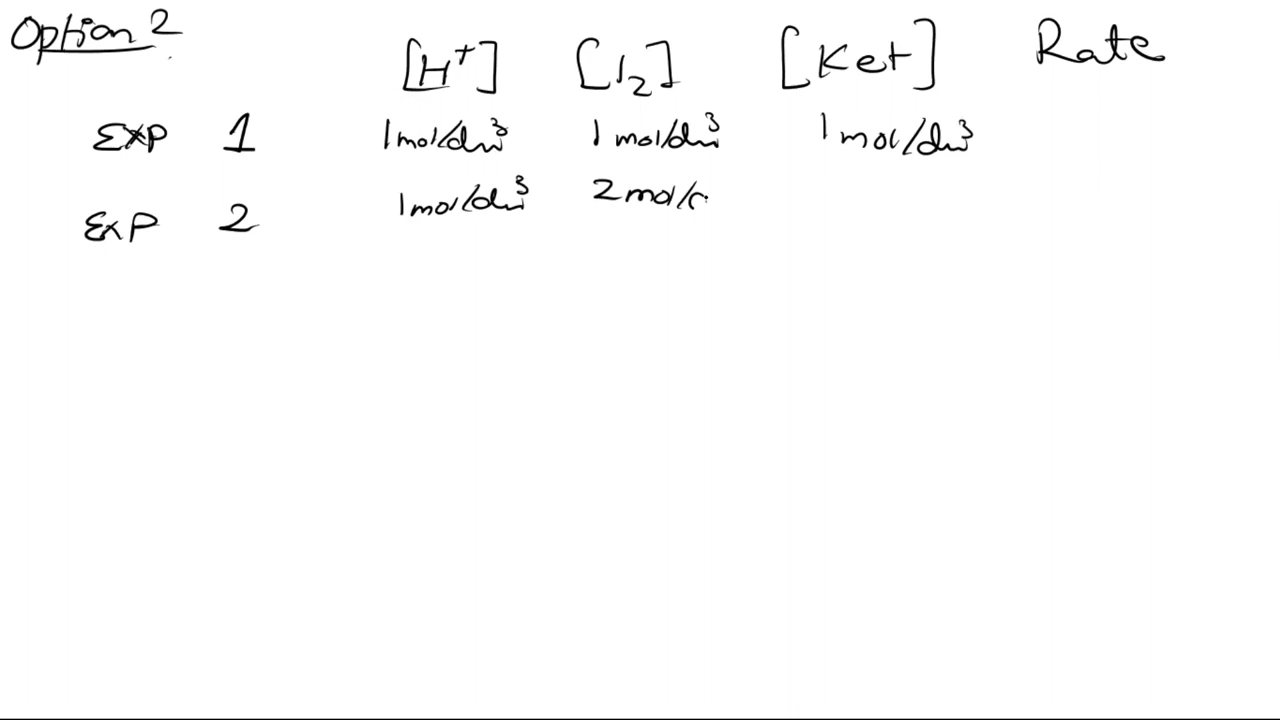 Option 2
[H⁺] [I₂] [Ket] Rate
Exp 1 1mol/dm³ 1mol/dm³ 1mol/dm³
Exp 2 1mol/dm³ 2mol/